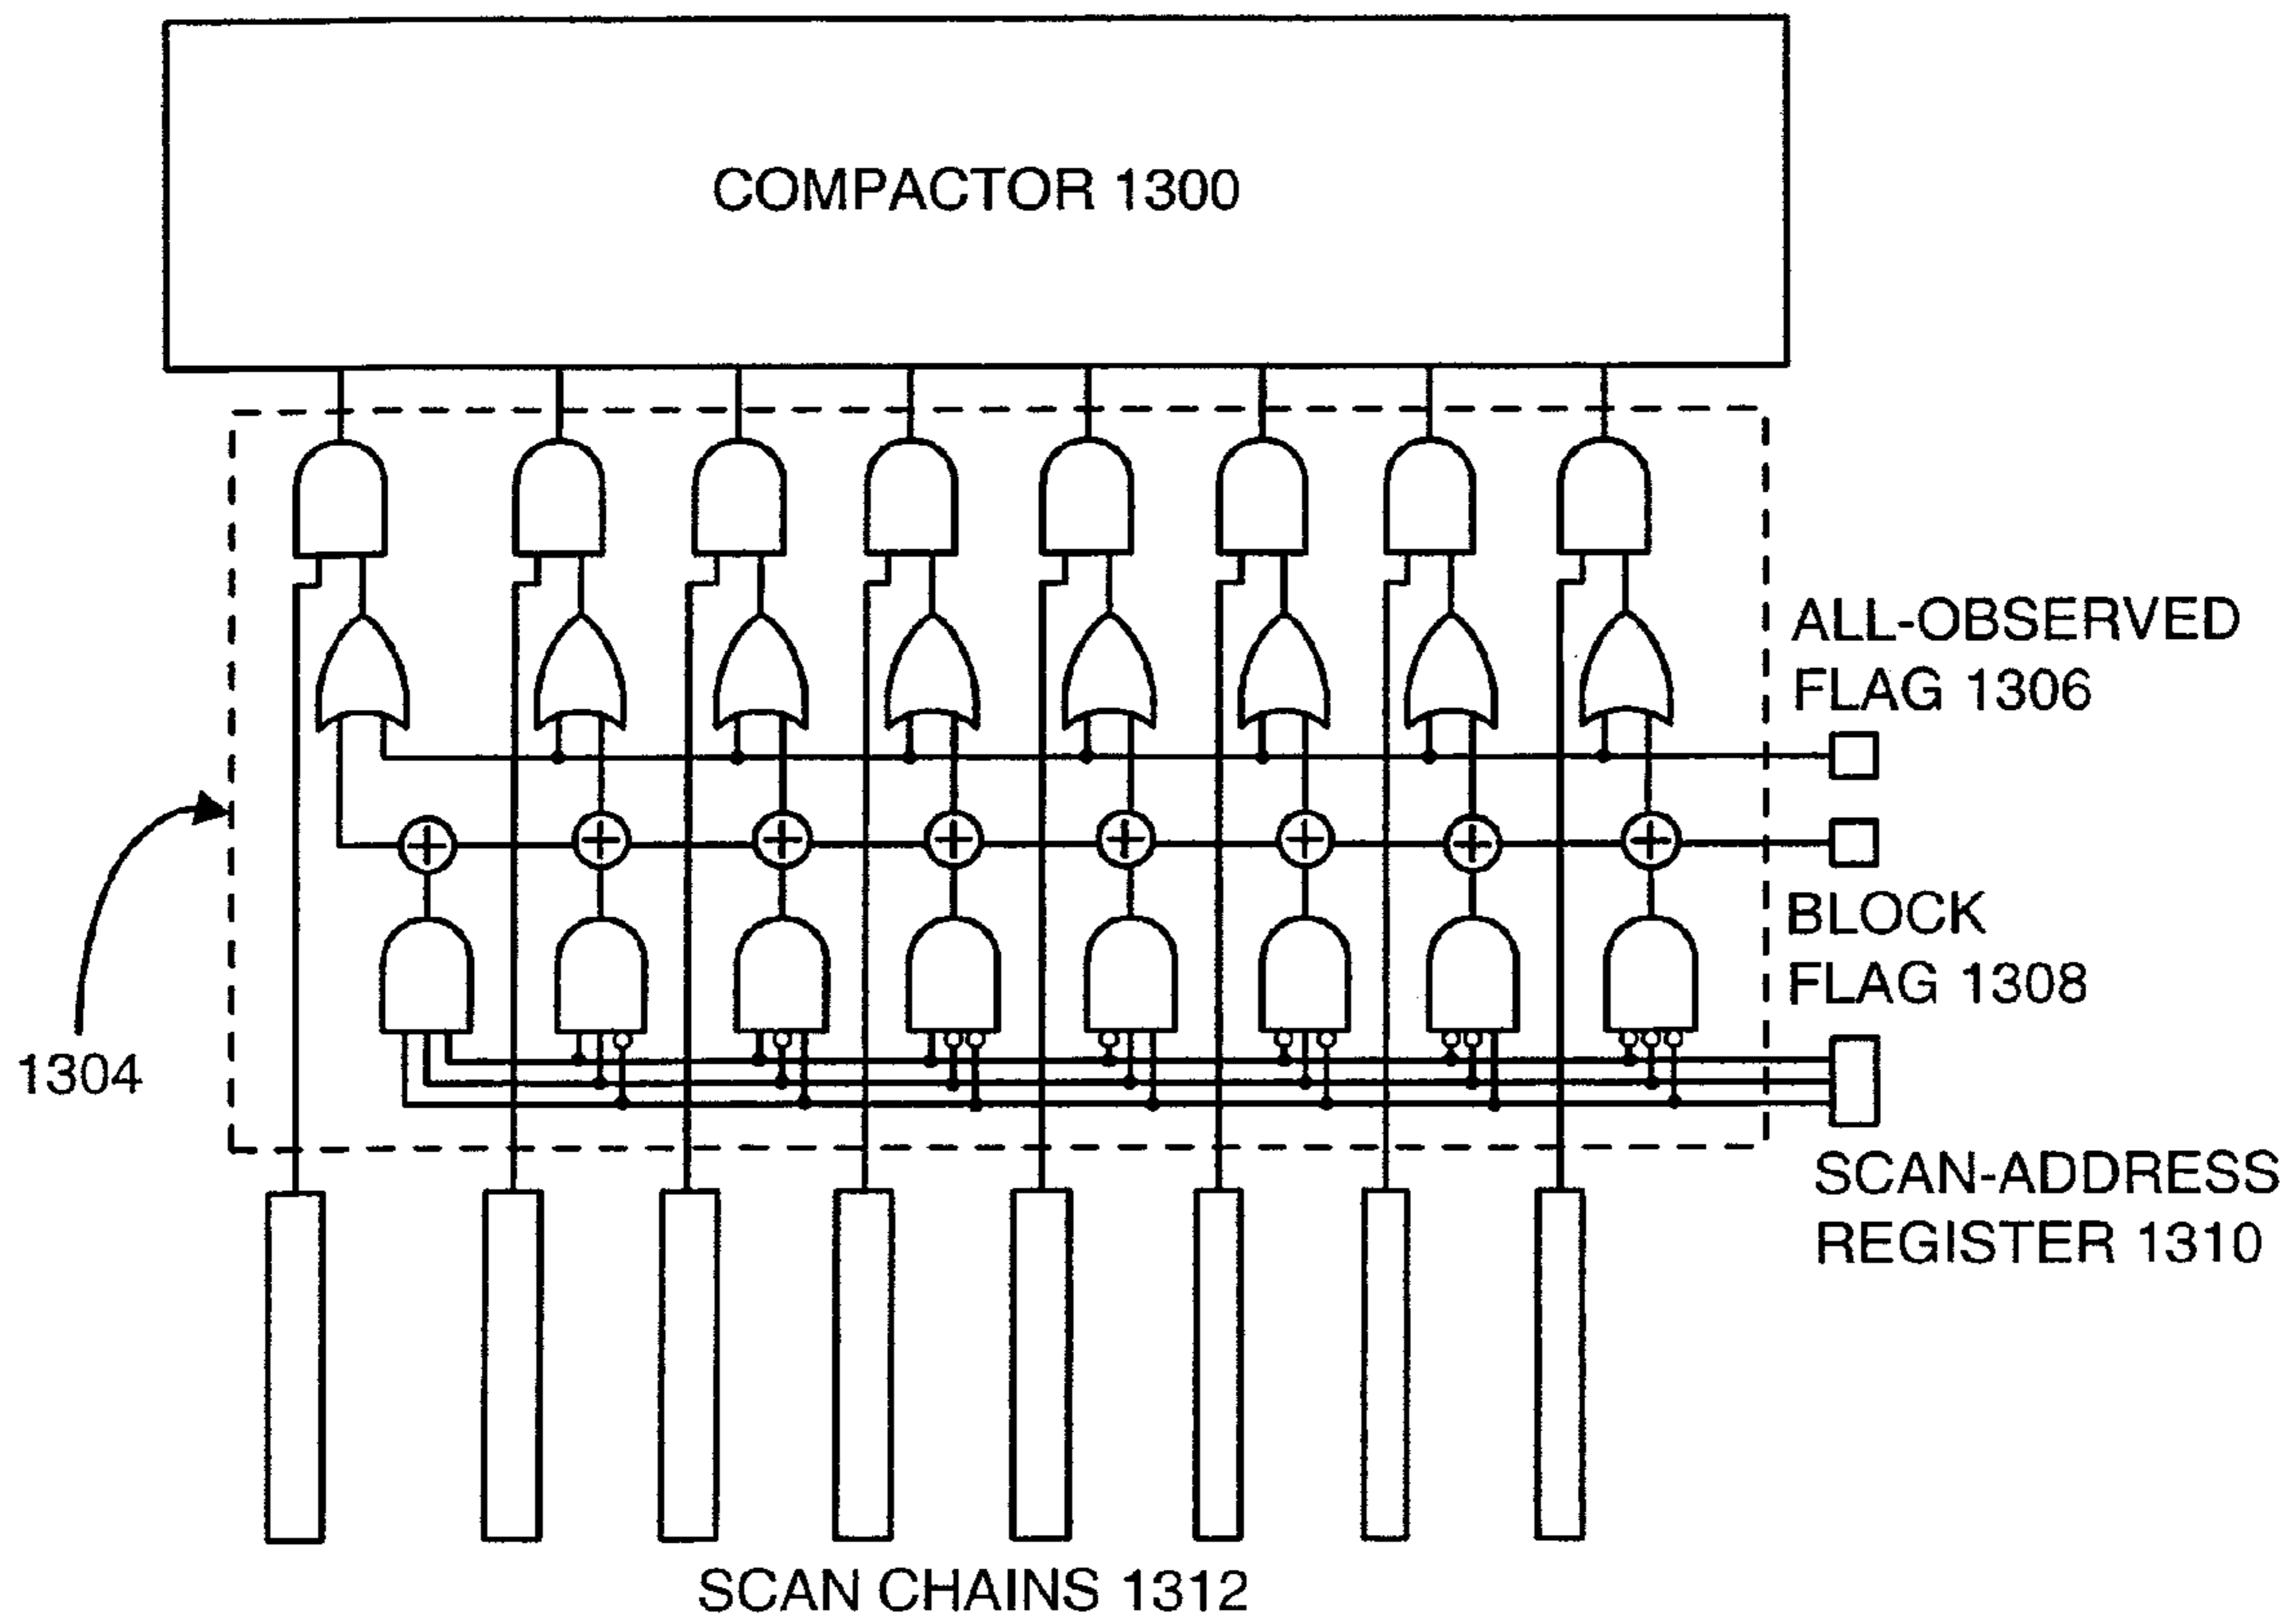 COMPACTOR 1300
ALL-OBSERVED
FLAG 1306
BLOCK
FLAG 1308
1304
SCAN-ADDRESS
REGISTER 1310
SCAN CHAINS 1312